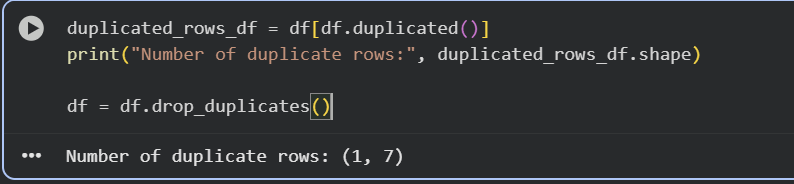 duplicated_rows_df = df[df.duplicated()]
print("Number of duplicate rows:", duplicated_rows_df.shape)
df = df.drop_duplicates()
••• Number of duplicate rows: (1, 7)